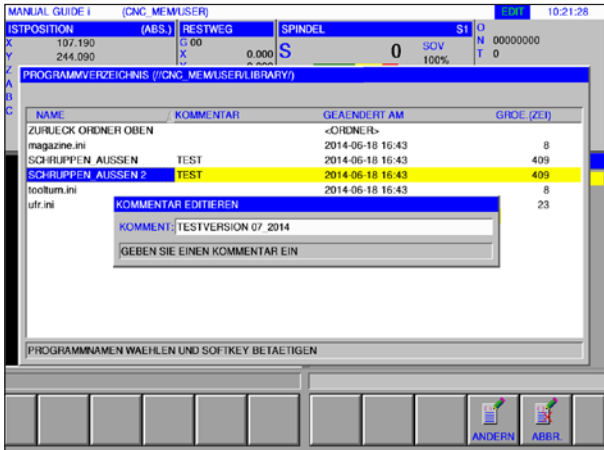 MANUAL GUIDE i (CNC_MEM/USER) EDIT 10:21:28
ISTPOSITION (ABS.) RESTWEG SPINDEL S1 O
X 107.190 G 00 N 00000000
Y 244.090 X 0.000 S 0 SOV 100% T 0
Z
A
B
C
PROGRAMMVERZEICHNIS (//CNC_MEM/USER/LIBRARY/)
NAME KOMMENTAR GEAENDERT AM GROE.(ZEI)
ZURUECK ORDNER OBEN <ORDNER>
magazine.ini 2014-06-18 16:43 8
SCHRUPPEN_AUSSEN TEST 2014-06-18 16:43 409
SCHRUPPEN_AUSSEN 2 TEST 2014-06-18 16:43 409
toolturn.ini 2014-06-18 16:43 8
ufr.ini 23
KOMMENTAR EDITIEREN
KOMMENT: TESTVERSION 07_2014
GEBEN SIE EINEN KOMMENTAR EIN
PROGRAMMNAMEN WAEHLEN UND SOFTKEY BETAETIGEN
ANDERN ABBR.